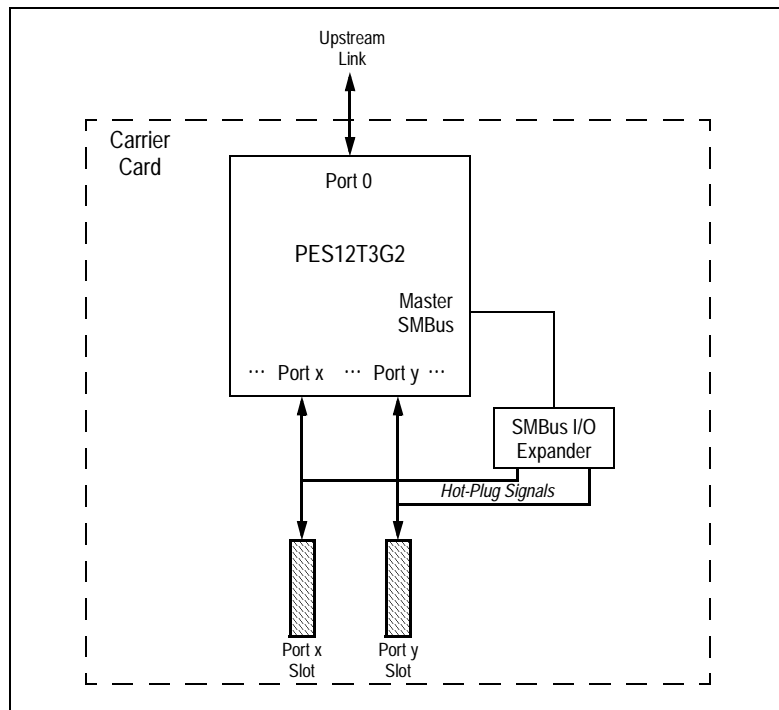 Upstream
Link
Carrier
Card
Port 0
PES12T3G2
Master
SMBus
··· Port x ··· Port y ···
SMBus I/O
Expander
Hot-Plug Signals
Port x
Slot
Port y
Slot